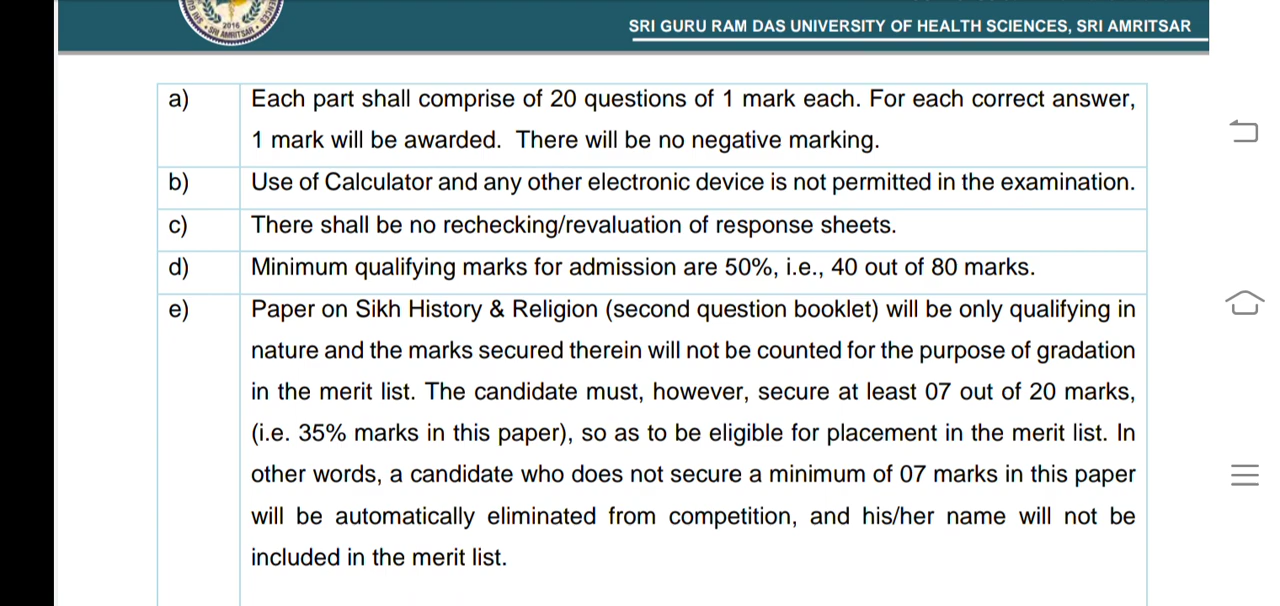 2016
SRI AMRITSAR
SRI GURU RAM DAS UNIVERSITY OF HEALTH SCIENCES, SRI AMRITSAR
a) Each part shall comprise of 20 questions of 1 mark each. For each correct answer,
1 mark will be awarded. There will be no negative marking.
b) Use of Calculator and any other electronic device is not permitted in the examination.
c) There shall be no rechecking/revaluation of response sheets.
d) Minimum qualifying marks for admission are 50%, i.e., 40 out of 80 marks.
e) Paper on Sikh History & Religion (second question booklet) will be only qualifying in
nature and the marks secured therein will not be counted for the purpose of gradation
in the merit list. The candidate must, however, secure at least 07 out of 20 marks,
(i.e. 35% marks in this paper), so as to be eligible for placement in the merit list. In
other words, a candidate who does not secure a minimum of 07 marks in this paper
will be automatically eliminated from competition, and his/her name will not be
included in the merit list.